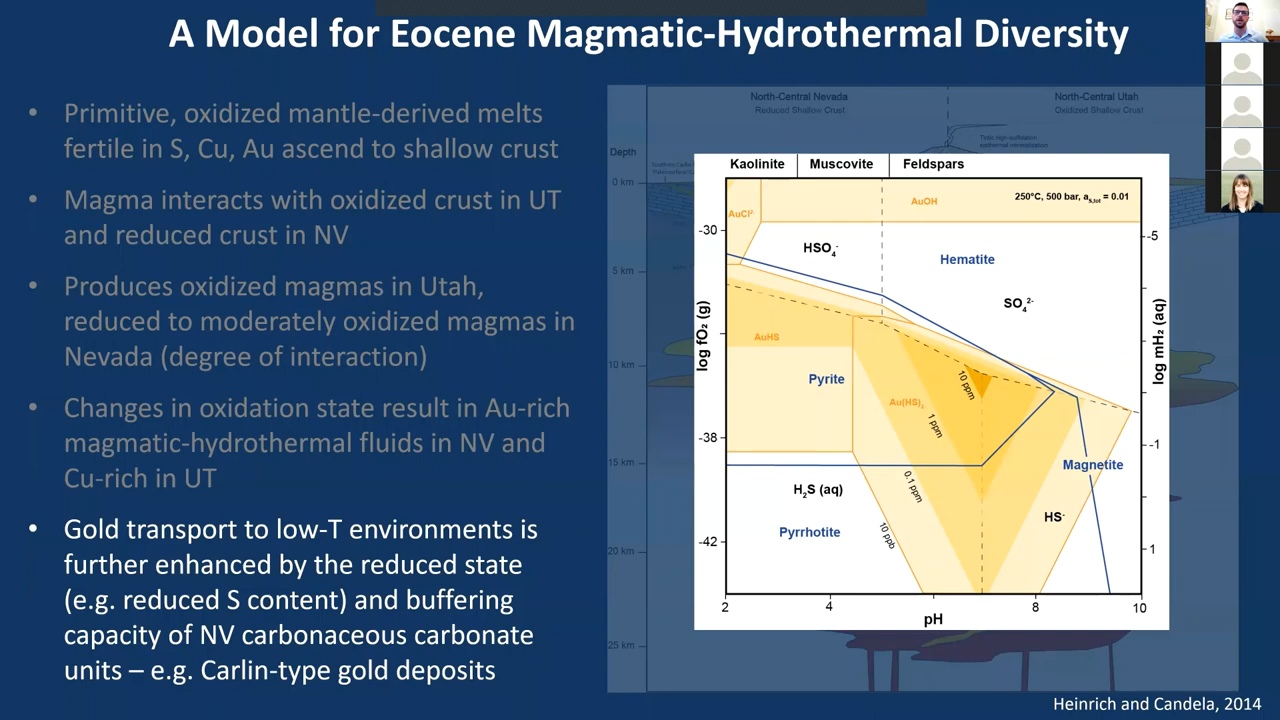 A Model for Eocene Magmatic-Hydrothermal Diversity
• Primitive, oxidized mantle-derived melts
fertile in S, Cu, Au ascend to shallow crust
• Magma interacts with oxidized crust in UT
and reduced crust in NV
• Produces oxidized magmas in Utah,
reduced to moderately oxidized magmas in
Nevada (degree of interaction)
• Changes in oxidation state result in Au-rich
magmatic-hydrothermal fluids in NV and
Cu-rich in UT
• Gold transport to low-T environments is
further enhanced by the reduced state
(e.g. reduced S content) and buffering
capacity of NV carbonaceous carbonate
units – e.g. Carlin-type gold deposits
North-Central Nevada
Reduced Shallow Crust
North-Central Utah
Oxidized Shallow Crust
Tintic high-sulfidation
epithermal mineralization
Depth
0 km
5 km
10 km
15 km
20 km
25 km
Kaolinite
Muscovite
Feldspars
250°C, 500 bar, aS,tot = 0.01
AuOH
AuCl²
HSO₄⁻
Hematite
SO₄²⁻
AuHS
Pyrite
Au(HS)₂
10 ppm
1 ppm
0.1 ppm
10 ppb
Magnetite
H₂S (aq)
HS⁻
Pyrrhotite
log fO₂ (g)
-30
-38
-42
log mH₂ (aq)
-5
-1
1
2
4
8
10
pH
Heinrich and Candela, 2014